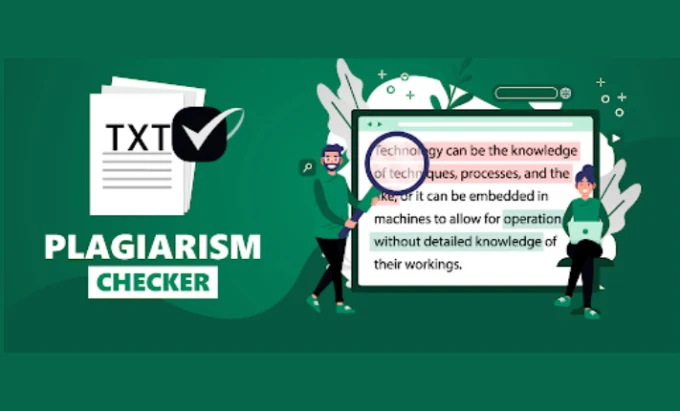 TXT
PLAGIARISM
CHECKER
Technology can be the knowledge
of techniques, processes, and the
like, or it can be embedded in
machines to allow for operation
without detailed knowledge of
their workings.